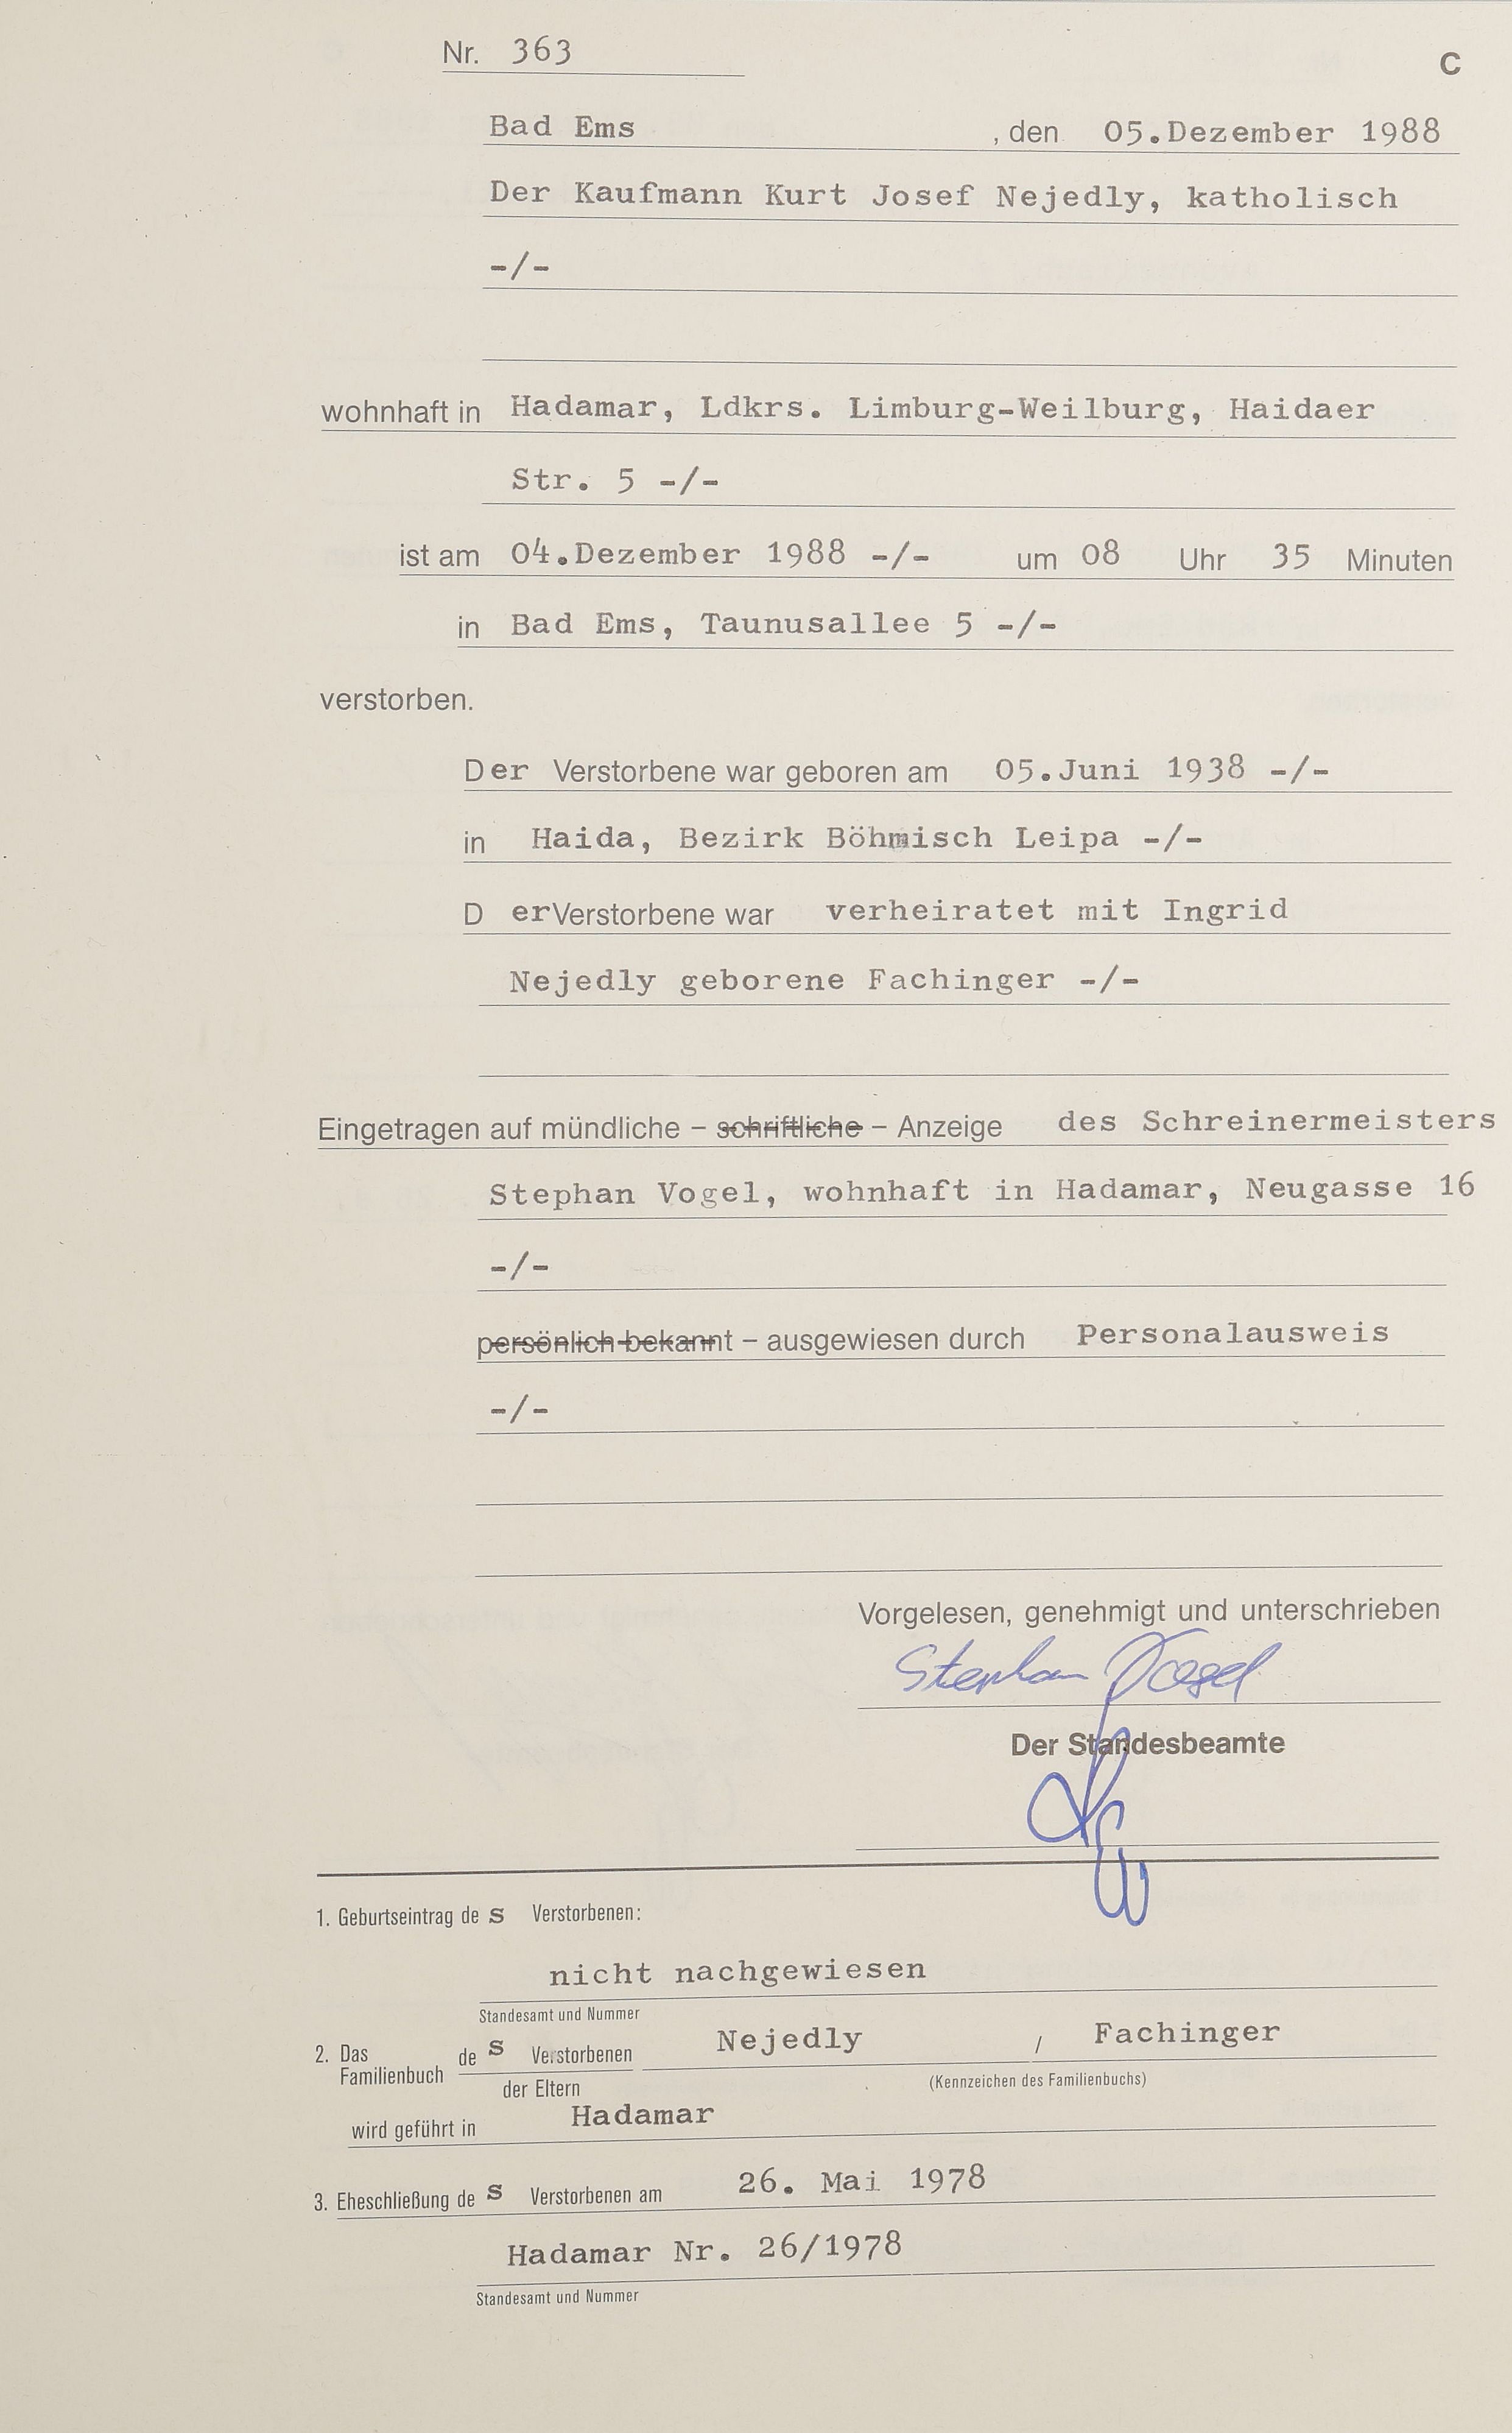 Nr. 363
C
Bad Ems , den 05.Dezember 1988
Der Kaufmann Kurt Josef Nejedly, katholisch
-/-
wohnhaft in Hadamar, Ldkrs. Limburg-Weilburg, Haidaer
Str. 5 -/-
ist am 04.Dezember 1988 -/- um 08 Uhr 35 Minuten
in Bad Ems, Taunusallee 5 -/-
verstorben.
Der Verstorbene war geboren am 05.Juni 1938 -/-
in Haida, Bezirk Böhmisch Leipa -/-
D er Verstorbene war verheiratet mit Ingrid
Nejedly geborene Fachinger -/-
Eingetragen auf mündliche – schriftliche – Anzeige des Schreinermeisters
Stephan Vogel, wohnhaft in Hadamar, Neugasse 16
-/-
persönlich bekannt – ausgewiesen durch Personalausweis
-/-
Vorgelesen, genehmigt und unterschrieben
Stephan Vogel
Der Standesbeamte
1. Geburtseintrag de s Verstorbenen:
nicht nachgewiesen
Standesamt und Nummer
2. Das Familienbuch de s Verstorbenen Nejedly / Fachinger
der Eltern (Kennzeichen des Familienbuchs)
wird geführt in Hadamar
3. Eheschließung de s Verstorbenen am 26. Mai 1978
Hadamar Nr. 26/1978
Standesamt und Nummer